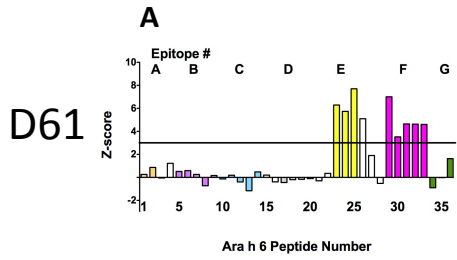 A
Epitope #
A B C D E F G
D61
Z-score
10
8
6
4
2
-2
1 5 10 15 20 25 30 35
Ara h 6 Peptide Number